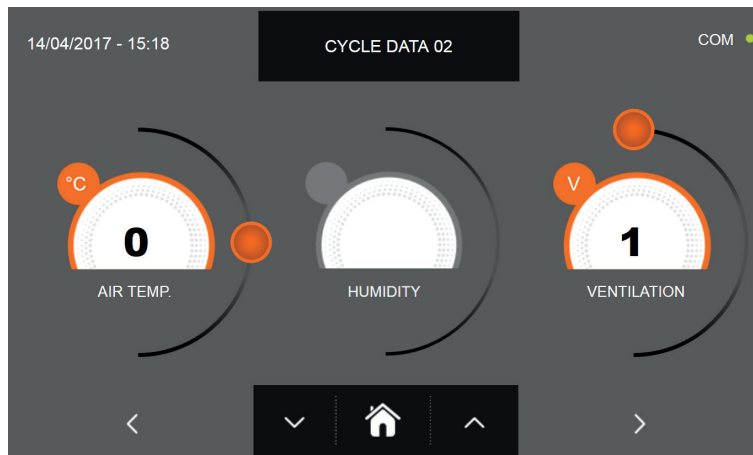 14/04/2017 - 15:18
CYCLE DATA 02
COM
°C
V
0
1
AIR TEMP.
HUMIDITY
VENTILATION